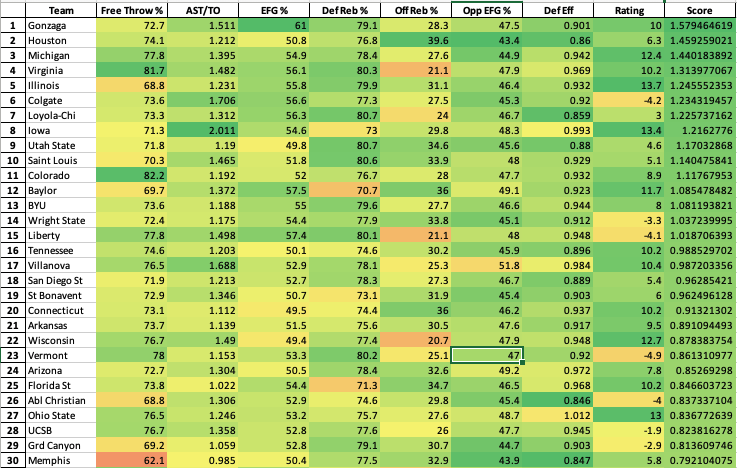 Team Free Throw % AST/TO EFG % Def Reb % Off Reb % Opp EFG % Def Eff Rating Score
1 Gonzaga 72.7 1.511 61 79.1 28.3 47.5 0.901 10 1.579464619
2 Houston 74.1 1.212 50.8 76.8 39.6 43.4 0.86 6.3 1.459259021
3 Michigan 77.8 1.395 54.9 78.4 27.6 44.9 0.942 12.4 1.440183892
4 Virginia 81.7 1.482 56.1 80.3 21.1 47.9 0.969 10.2 1.313977067
5 Illinois 68.8 1.231 55.8 79.9 31.1 46.4 0.932 13.7 1.245552353
6 Colgate 73.6 1.706 56.6 77.3 27.5 45.3 0.92 -4.2 1.234319457
7 Loyola-Chi 73.3 1.312 56.3 80.7 24 46.7 0.859 3 1.225737162
8 Iowa 71.3 2.011 54.6 73 29.8 48.3 0.993 13.4 1.2162776
9 Utah State 71.8 1.19 49.8 80.7 34.6 45.6 0.88 4.6 1.17032868
10 Saint Louis 70.3 1.465 51.8 80.6 33.9 48 0.929 5.1 1.140475841
11 Colorado 82.2 1.192 52 76.7 28 47.7 0.932 8.9 1.11767953
12 Baylor 69.7 1.372 57.5 70.7 36 49.1 0.923 11.7 1.085478482
13 BYU 73.6 1.188 55 79.6 27.7 46.6 0.944 8 1.081193821
14 Wright State 72.4 1.175 54.4 77.9 33.8 45.1 0.912 -3.3 1.037239995
15 Liberty 77.8 1.498 57.4 80.1 21.1 48 0.948 -4.1 1.018706393
16 Tennessee 74.6 1.203 50.1 74.6 30.2 45.9 0.896 10.2 0.988529702
17 Villanova 76.5 1.688 52.9 78.1 25.3 51.8 0.984 10.4 0.987203356
18 San Diego St 71.9 1.213 52.7 78.3 27.3 46.7 0.889 5.4 0.96285421
19 St Bonavent 72.9 1.346 50.7 73.1 31.9 45.4 0.903 6 0.962496128
20 Connecticut 73.1 1.112 49.5 74.4 36 46.2 0.937 10.2 0.91321302
21 Arkansas 73.7 1.139 51.5 75.6 30.5 47.6 0.917 9.5 0.891094493
22 Wisconsin 76.7 1.49 49.4 77.4 20.7 47.9 0.948 12.7 0.878383754
23 Vermont 78 1.153 53.3 80.2 25.1 47 0.92 -4.9 0.861310977
24 Arizona 72.7 1.304 50.5 78.4 32.6 49.2 0.972 7.8 0.85269298
25 Florida St 73.8 1.022 54.4 71.3 34.7 46.5 0.968 10.2 0.846603723
26 Abl Christian 68.8 1.306 52.9 74.6 29.8 45.4 0.846 -4 0.837337104
27 Ohio State 76.5 1.246 53.2 75.7 27.6 48.7 1.012 13 0.836772639
28 UCSB 76.7 1.358 52.8 77.6 26 47.7 0.945 -1.9 0.823816278
29 Grd Canyon 69.2 1.059 52.8 79.1 30.7 44.7 0.903 -2.9 0.813609746
30 Memphis 62.1 0.985 50.4 77.5 32.9 43.9 0.847 5.8 0.792104075